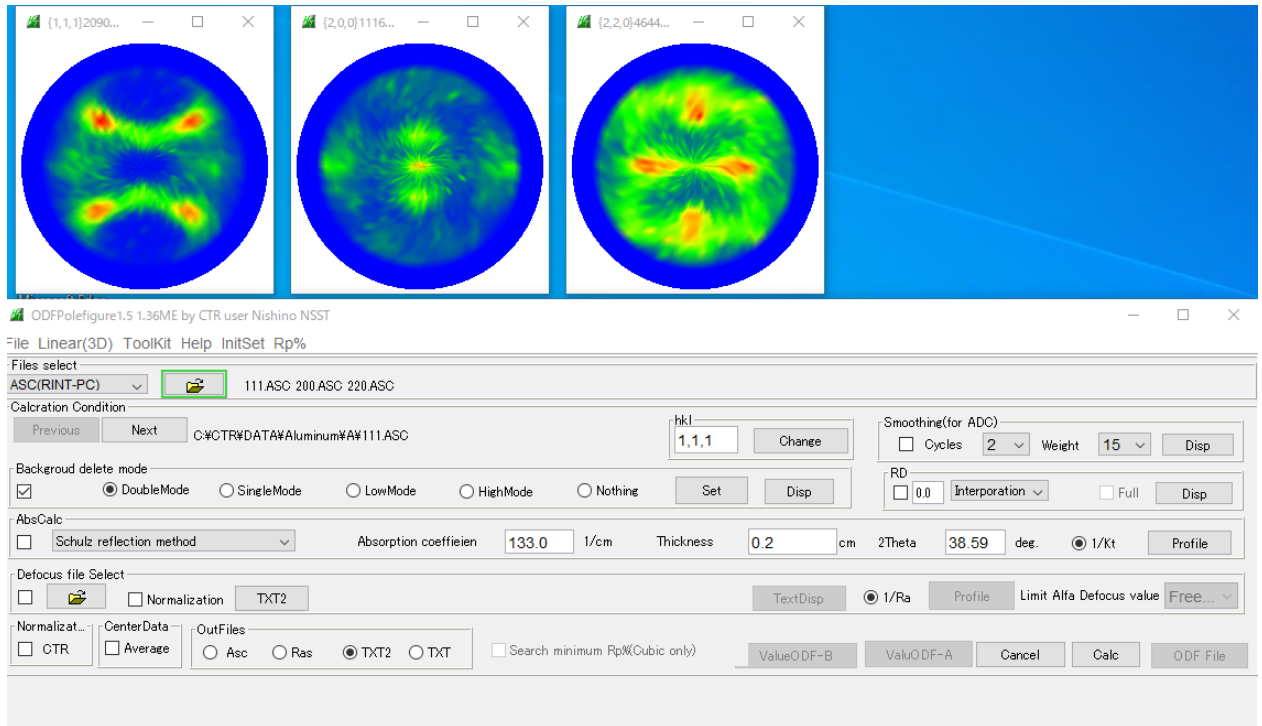 {1,1,1}2090...
{2,0,0}1116...
{2,2,0}4644...
ODFPolefigure1.5 1.36ME by CTR user Nishino NSST
File Linear(3D) ToolKit Help InitSet Rp%
Files select
ASC(RINT-PC) 111.ASC 200.ASC 220.ASC
Calcration Condition
Previous Next C:¥CTR¥DATA¥Aluminum¥A¥111.ASC
hkl
1,1,1 Change
Smoothing(for ADC)
Cycles 2 Weight 15 Disp
Backgroud delete mode
DoubleMode SingleMode LowMode HighMode Nothing Set Disp
RD
0.0 Interporation Full Disp
AbsCalc
Schulz reflection method Absorption coeffieien 133.0 1/cm Thickness 0.2 cm 2Theta 38.59 deg. 1/Kt Profile
Defocus file Select
Normalization TXT2 TextDisp 1/Ra Profile Limit Alfa Defocus value Free...
Normalizat...
CTR
CenterData
Average
OutFiles
Asc Ras TXT2 TXT
Search minimum Rp%(Cubic only)
ValueODF-B ValuODF-A Cancel Calc ODF File